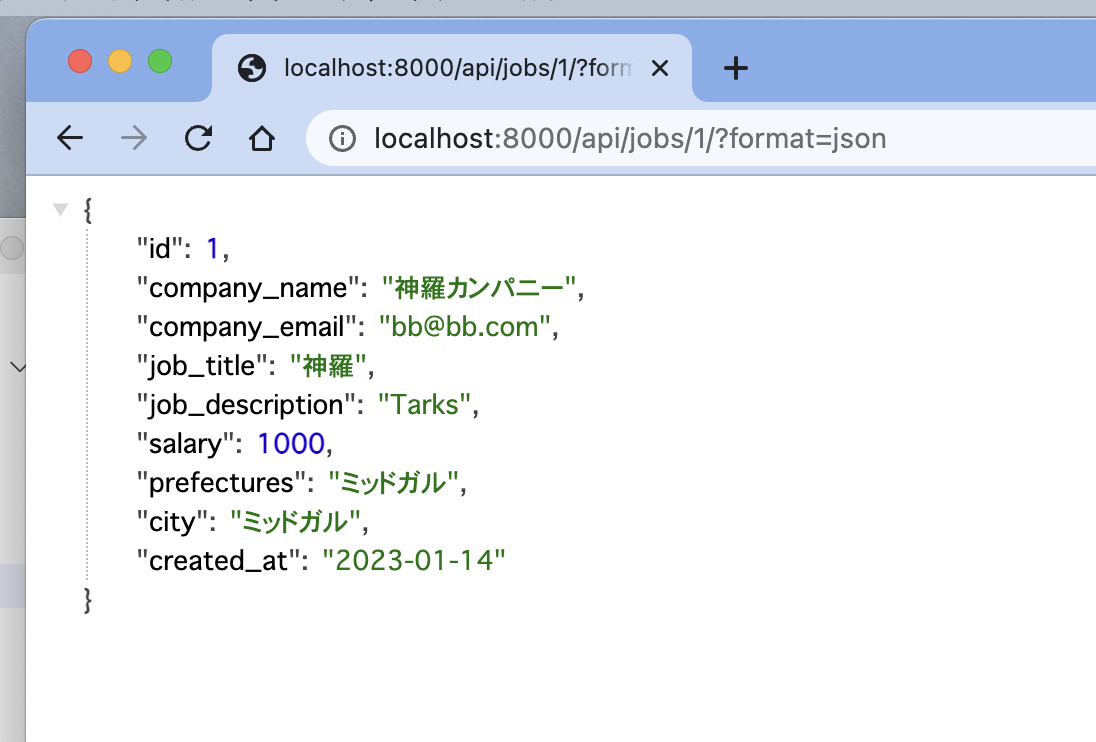 localhost:8000/api/jobs/1/?form
localhost:8000/api/jobs/1/?format=json
{
"id": 1,
"company_name": "神羅カンパニー",
"company_email": "bb@bb.com",
"job_title": "神羅",
"job_description": "Tarks",
"salary": 1000,
"prefectures": "ミッドガル",
"city": "ミッドガル",
"created_at": "2023-01-14"
}